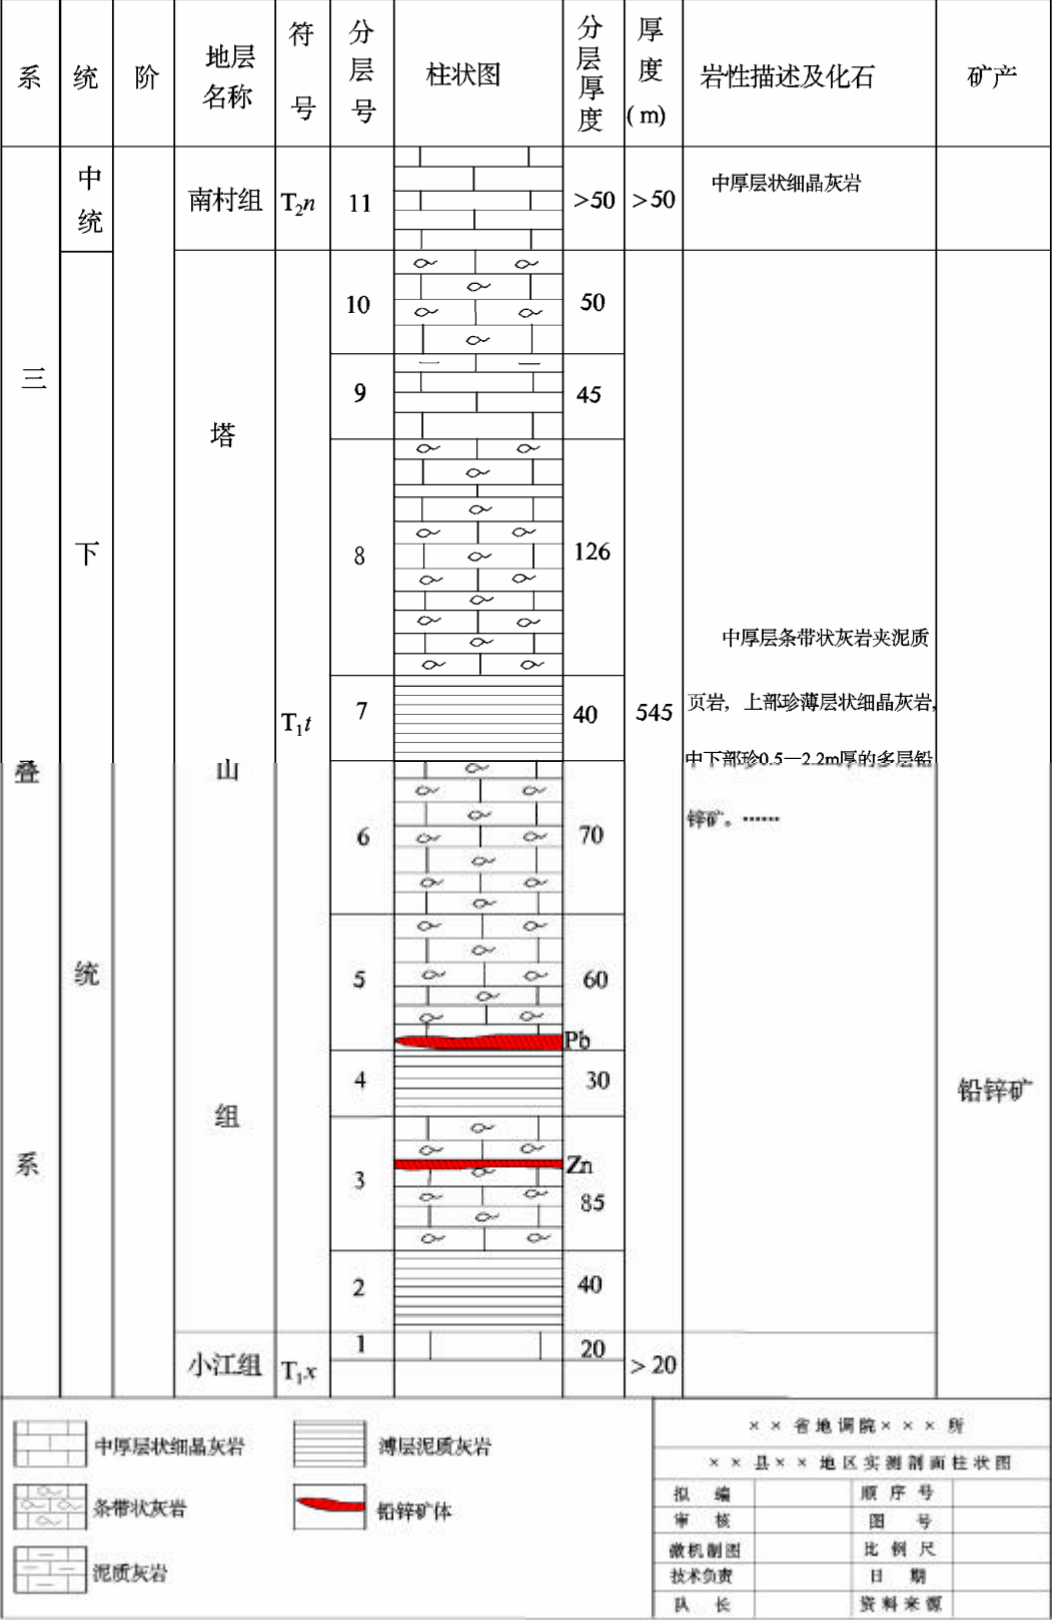 系 统 阶 地层名称 符号 分层号 柱状图 分层厚度 厚度(m) 岩性描述及化石 矿产
三叠系
中统
下统
南村组 T₂n 11 >50 >50 中厚层状细晶灰岩
塔山组 T₁t 545
10 50
9 45
8 126
7 40
6 70
5 60
Pb
4 30
3 Zn 85
2 40
中厚层条带状灰岩夹泥质
页岩，上部珍薄层状细晶灰岩,
中下部珍0.5—2.2m厚的多层铅
锌矿。……
铅锌矿
小江组 T₁x 1 20 >20
中厚层状细晶灰岩
薄层泥质灰岩
条带状灰岩
铅锌矿体
泥质灰岩
××省地调院×××所
××县××地区实测剖面柱状图
拟编 顺序号
审核 图号
微机制图 比例尺
技术负责 日期
队长 资料来源